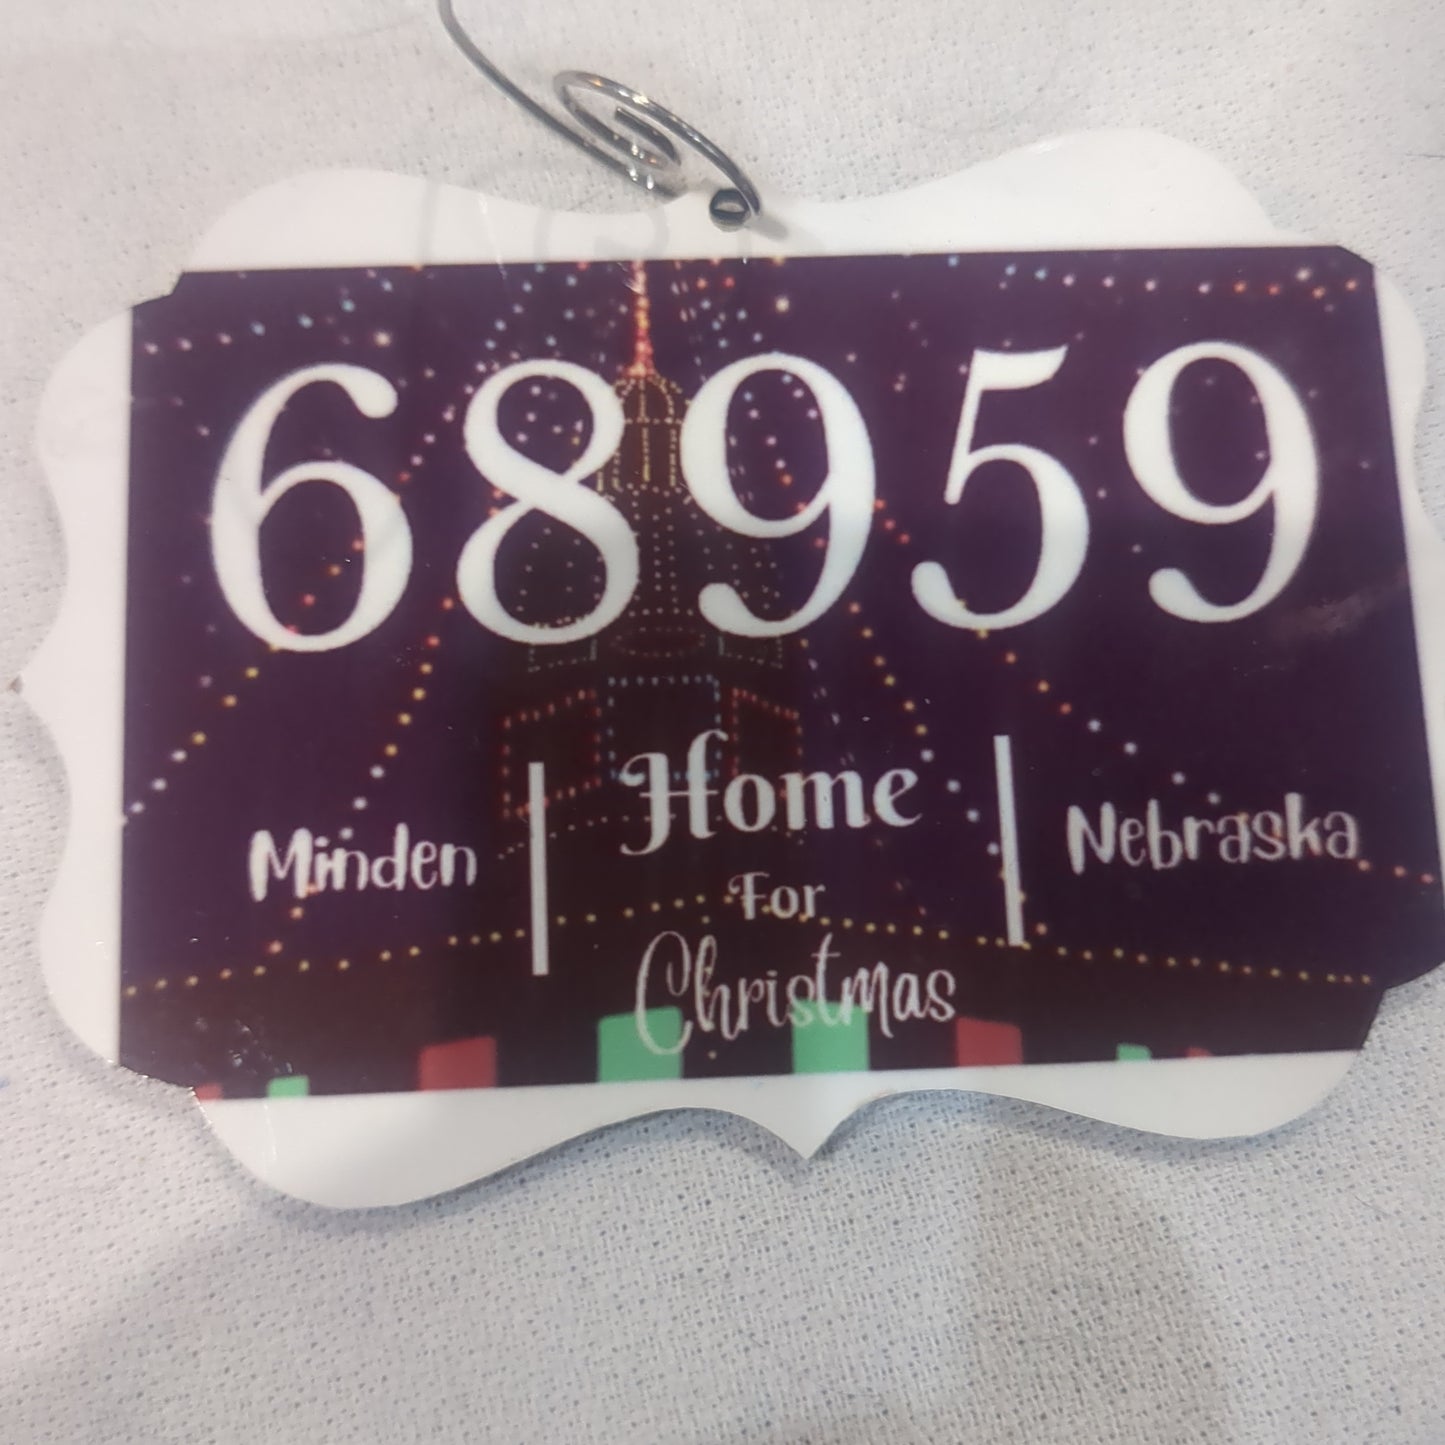 68959
Minden
Home
For
Christmas
Nebraska